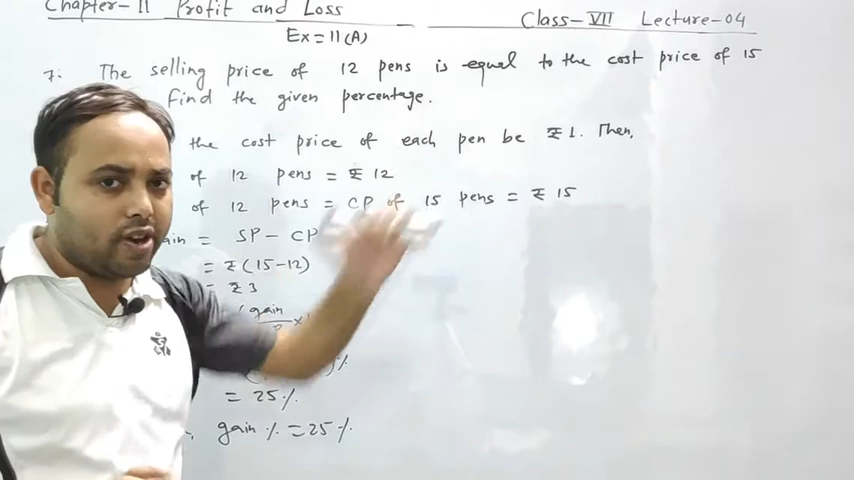 Chapter-11 Profit and Loss
Class-VII Lecture-04
Ex=11(A)
7. The selling price of 12 pens is equal to the cost price of 15
Find the given percentage.
the cost price of each pen be ₹1. Then,
of 12 pens = ₹ 12
of 12 pens = CP of 15 pens = ₹ 15
= SP - CP
= ₹(15-12)
= ₹3
gain
= 25%
gain % = 25%